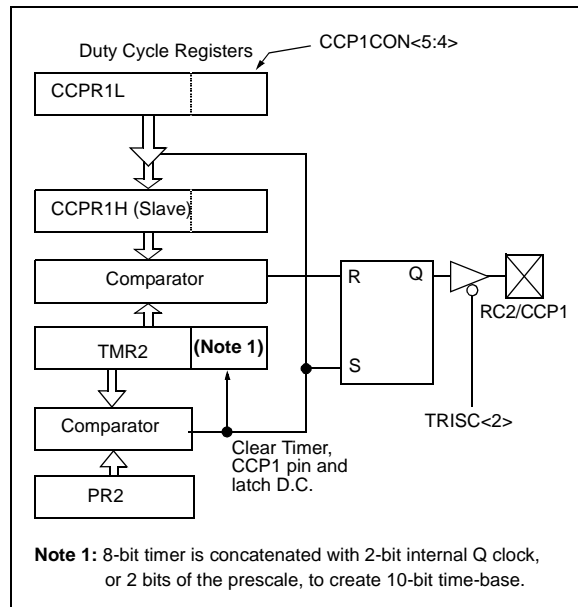 Duty Cycle Registers
CCP1CON<5:4>
CCPR1L
CCPR1H (Slave)
Comparator
R
Q
RC2/CCP1
TMR2
(Note 1)
S
TRISC<2>
Comparator
Clear Timer,
CCP1 pin and
latch D.C.
PR2
Note 1: 8-bit timer is concatenated with 2-bit internal Q clock,
or 2 bits of the prescale, to create 10-bit time-base.